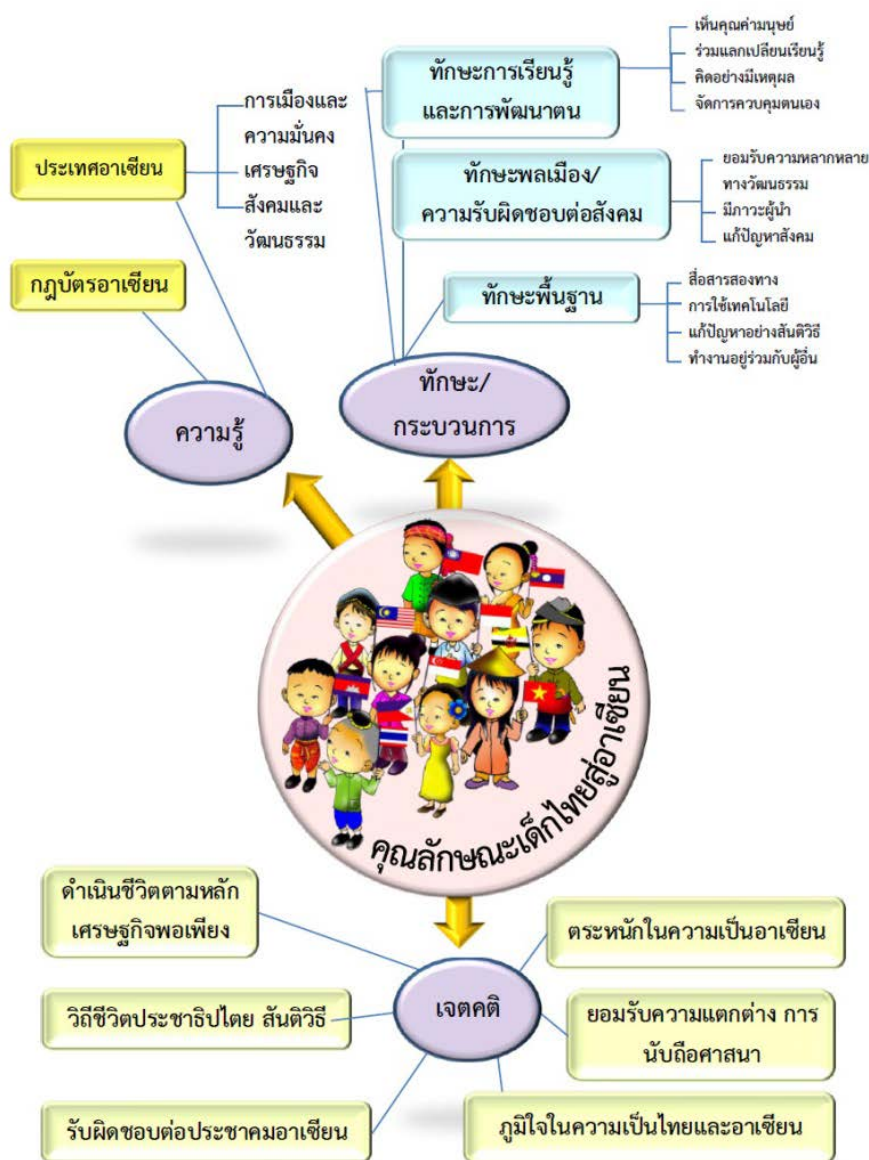 เห็นคุณค่ามนุษย์
ร่วมแลกเปลี่ยนเรียนรู้
คิดอย่างมีเหตุผล
จัดการควบคุมตนเอง
ทักษะการเรียนรู้
และการพัฒนาตน
การเมืองและ
ความมั่นคง
เศรษฐกิจ
สังคมและ
วัฒนธรรม
ประเทศอาเซียน
ยอมรับความหลากหลาย
ทางวัฒนธรรม
มีภาวะผู้นำ
แก้ปัญหาสังคม
ทักษะพลเมือง/
ความรับผิดชอบต่อสังคม
กฎบัตรอาเซียน
ทักษะพื้นฐาน
สื่อสารสองทาง
การใช้เทคโนโลยี
แก้ปัญหาอย่างสันติวิธี
ทำงานอยู่ร่วมกับผู้อื่น
ความรู้
ทักษะ/
กระบวนการ
คุณลักษณะเด็กไทยสู่อาเซียน
ดำเนินชีวิตตามหลัก
เศรษฐกิจพอเพียง
ตระหนักในความเป็นอาเซียน
วิถีชีวิตประชาธิปไตย สันติวิธี
เจตคติ
ยอมรับความแตกต่าง การ
นับถือศาสนา
รับผิดชอบต่อประชาคมอาเซียน
ภูมิใจในความเป็นไทยและอาเซียน